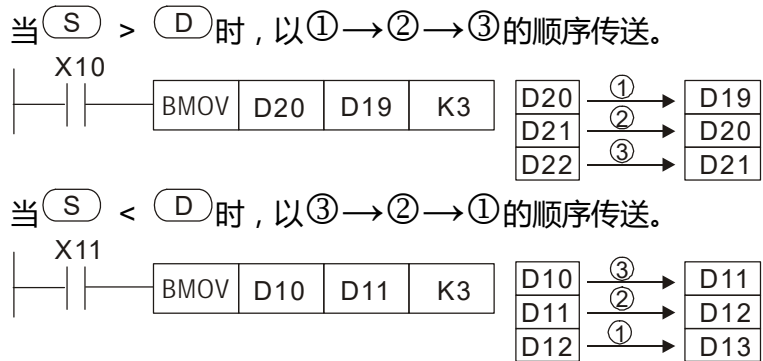 当 S > D 时，以①→②→③的顺序传送。
X10
BMOV D20 D19 K3
D20 ① D19
D21 ② D20
D22 ③ D21
当 S < D 时，以③→②→①的顺序传送。
X11
BMOV D10 D11 K3
D10 ③ D11
D11 ② D12
D12 ① D13